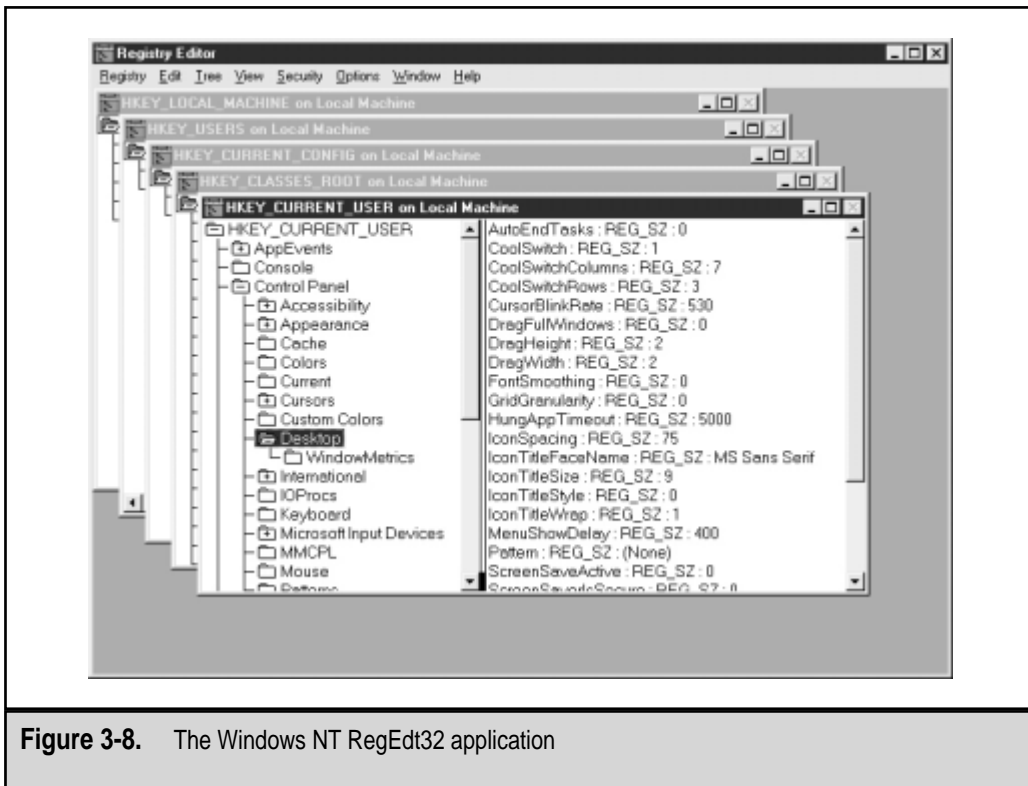 Registry Editor
Registry Edit Tree View Security Options Window Help
HKEY_LOCAL_MACHINE on Local Machine
HKEY_USERS on Local Machine
HKEY_CURRENT_CONFIG on Local Machine
HKEY_CLASSES_ROOT on Local Machine
HKEY_CURRENT_USER on Local Machine
HKEY_CURRENT_USER
AppEvents
Console
Control Panel
Accessibility
Appearance
Cache
Colors
Current
Cursors
Custom Colors
Desktop
WindowMetrics
International
IOProcs
Keyboard
Microsoft Input Devices
MMCPL
Mouse
Patterns
AutoEndTasks : REG_SZ : 0
CoolSwitch : REG_SZ : 1
CoolSwitchColumns : REG_SZ : 7
CoolSwitchRows : REG_SZ : 3
CursorBlinkRate : REG_SZ : 530
DragFullWindows : REG_SZ : 0
DragHeight : REG_SZ : 2
DragWidth : REG_SZ : 2
FontSmoothing : REG_SZ : 0
GridGranularity : REG_SZ : 0
HungAppTimeout : REG_SZ : 5000
IconSpacing : REG_SZ : 75
IconTitleFaceName : REG_SZ : MS Sans Serif
IconTitleSize : REG_SZ : 9
IconTitleStyle : REG_SZ : 0
IconTitleWrap : REG_SZ : 1
MenuShowDelay : REG_SZ : 400
Pattern : REG_SZ : (None)
ScreenSaveActive : REG_SZ : 0
ScreenSaverIsSecure : REG_SZ : 0
Figure 3-8. The Windows NT RegEdt32 application